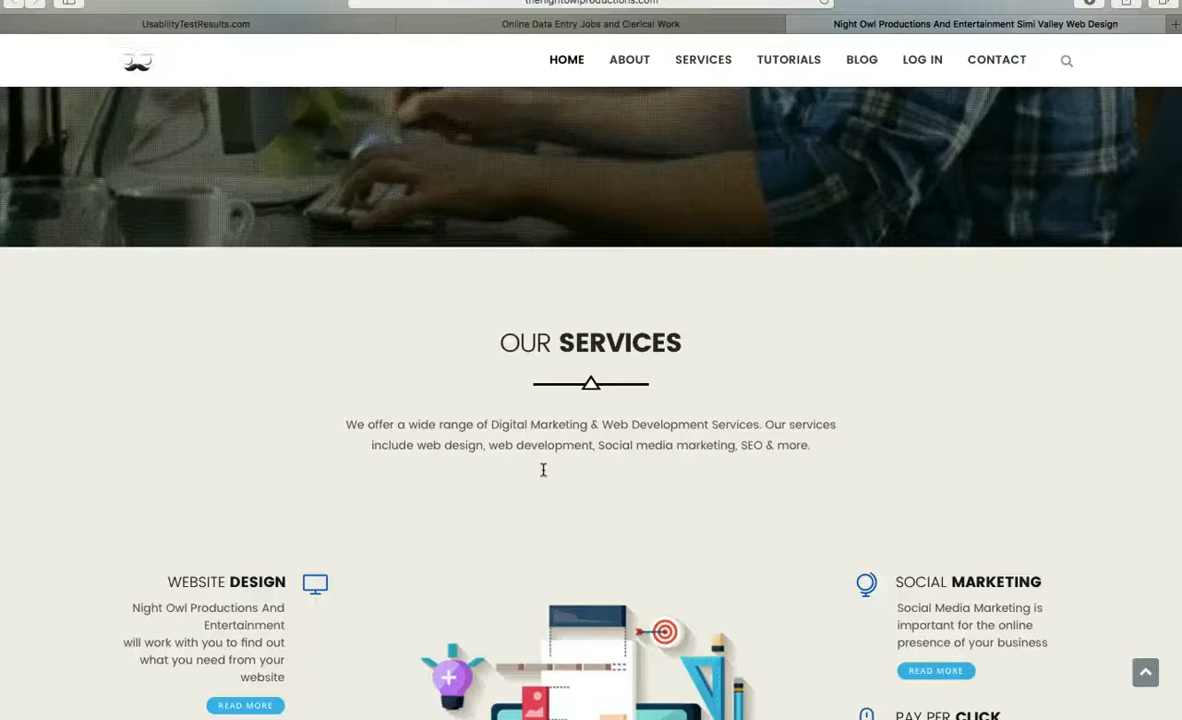 thenightowlproductions.com
UsabilityTestResults.com
Online Data Entry Jobs and Clerical Work
Night Owl Productions And Entertainment Simi Valley Web Design
HOME
ABOUT
SERVICES
TUTORIALS
BLOG
LOG IN
CONTACT
OUR SERVICES
We offer a wide range of Digital Marketing & Web Development Services. Our services
include web design, web development, Social media marketing, SEO & more.
WEBSITE DESIGN
Night Owl Productions And
Entertainment
will work with you to find out
what you need from your
website
READ MORE
SOCIAL MARKETING
Social Media Marketing is
important for the online
presence of your business
READ MORE
PAY PER CLICK